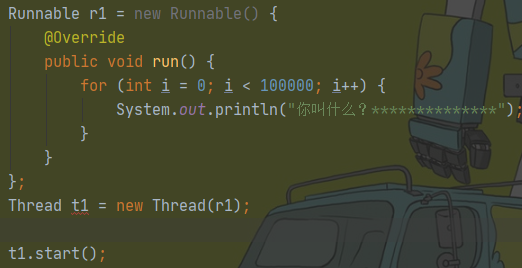 Runnable r1 = new Runnable() {
    @Override
    public void run() {
        for (int i = 0; i < 100000; i++) {
            System.out.println("你叫什么？**************");
        }
    }
};
Thread t1 = new Thread(r1);
t1.start();